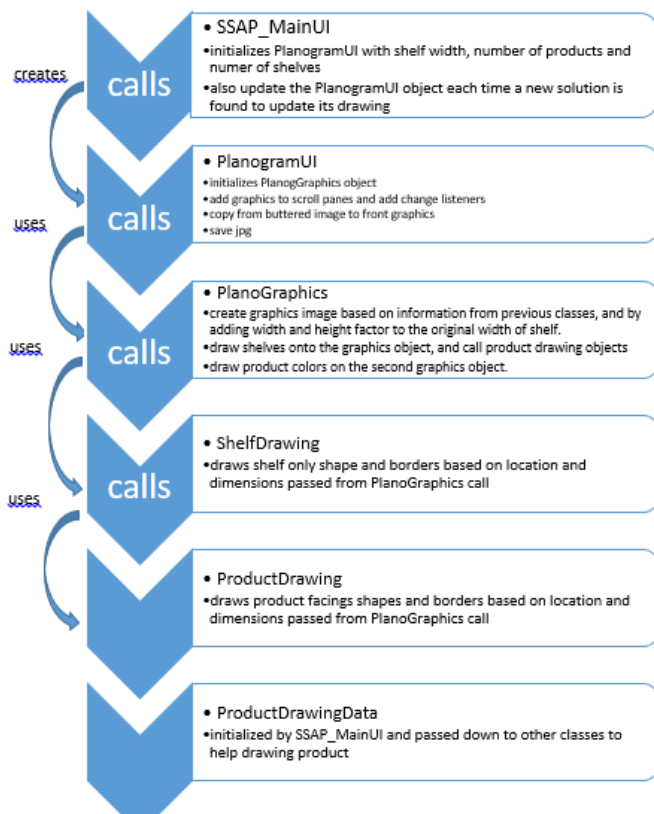 • SSAP_MainUI
•initializes PlanogramUI with shelf width, number of products and
numer of shelves
•also update the PlanogramUI object each time a new solution is
found to update its drawing
creates
calls
• PlanogramUI
•initializes PlanogGraphics object
•add graphics to scroll panes and add change listeners
•copy from buttered image to front graphics
•save jpg
uses
calls
• PlanoGraphics
•create graphics image based on information from previous classes, and by
adding width and height factor to the original width of shelf.
•draw shelves onto the graphics object, and call product drawing objects
•draw product colors on the second graphics object.
uses
calls
• ShelfDrawing
•draws shelf only shape and borders based on location and
dimensions passed from PlanoGraphics call
calls
uses
• ProductDrawing
•draws product facings shapes and borders based on location and
dimensions passed from PlanoGraphics call
• ProductDrawingData
•initialized by SSAP_MainUI and passed down to other classes to
help drawing product